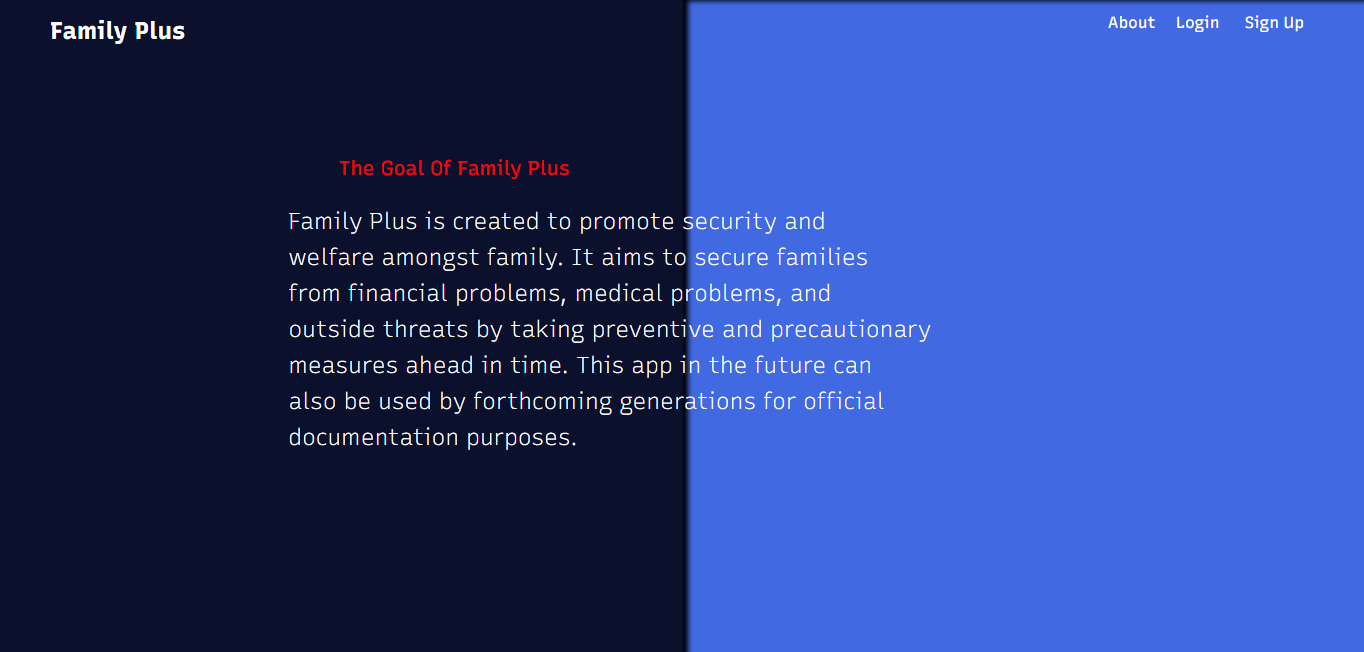 Family Plus
About Login Sign Up
The Goal Of Family Plus
Family Plus is created to promote security and
welfare amongst family. It aims to secure families
from financial problems, medical problems, and
outside threats by taking preventive and precautionary
measures ahead in time. This app in the future can
also be used by forthcoming generations for official
documentation purposes.